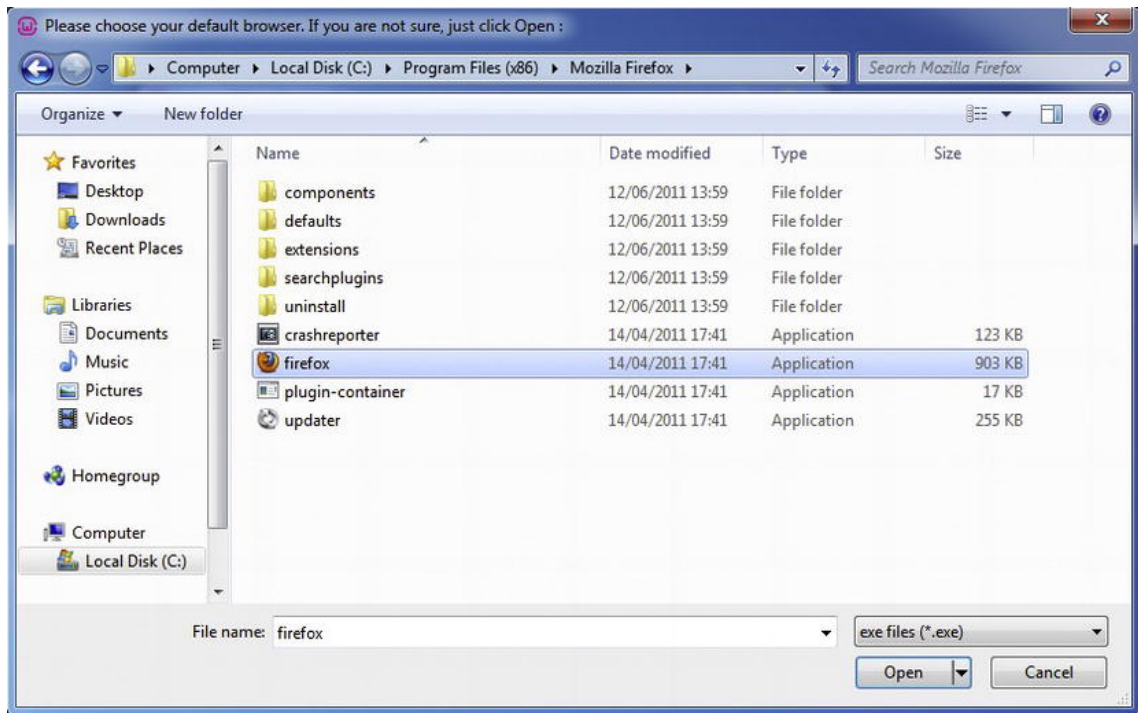 Please choose your default browser. If you are not sure, just click Open :
Computer Local Disk (C:) Program Files (x86) Mozilla Firefox Search Mozilla Firefox
Organize New folder
Name Date modified Type Size
Favorites
Desktop
Downloads
Recent Places
Libraries
Documents
Music
Pictures
Videos
Homegroup
Computer
Local Disk (C:)
components 12/06/2011 13:59 File folder
defaults 12/06/2011 13:59 File folder
extensions 12/06/2011 13:59 File folder
searchplugins 12/06/2011 13:59 File folder
uninstall 12/06/2011 13:59 File folder
crashreporter 14/04/2011 17:41 Application 123 KB
firefox 14/04/2011 17:41 Application 903 KB
plugin-container 14/04/2011 17:41 Application 17 KB
updater 14/04/2011 17:41 Application 255 KB
File name: firefox exe files (*.exe)
Open Cancel